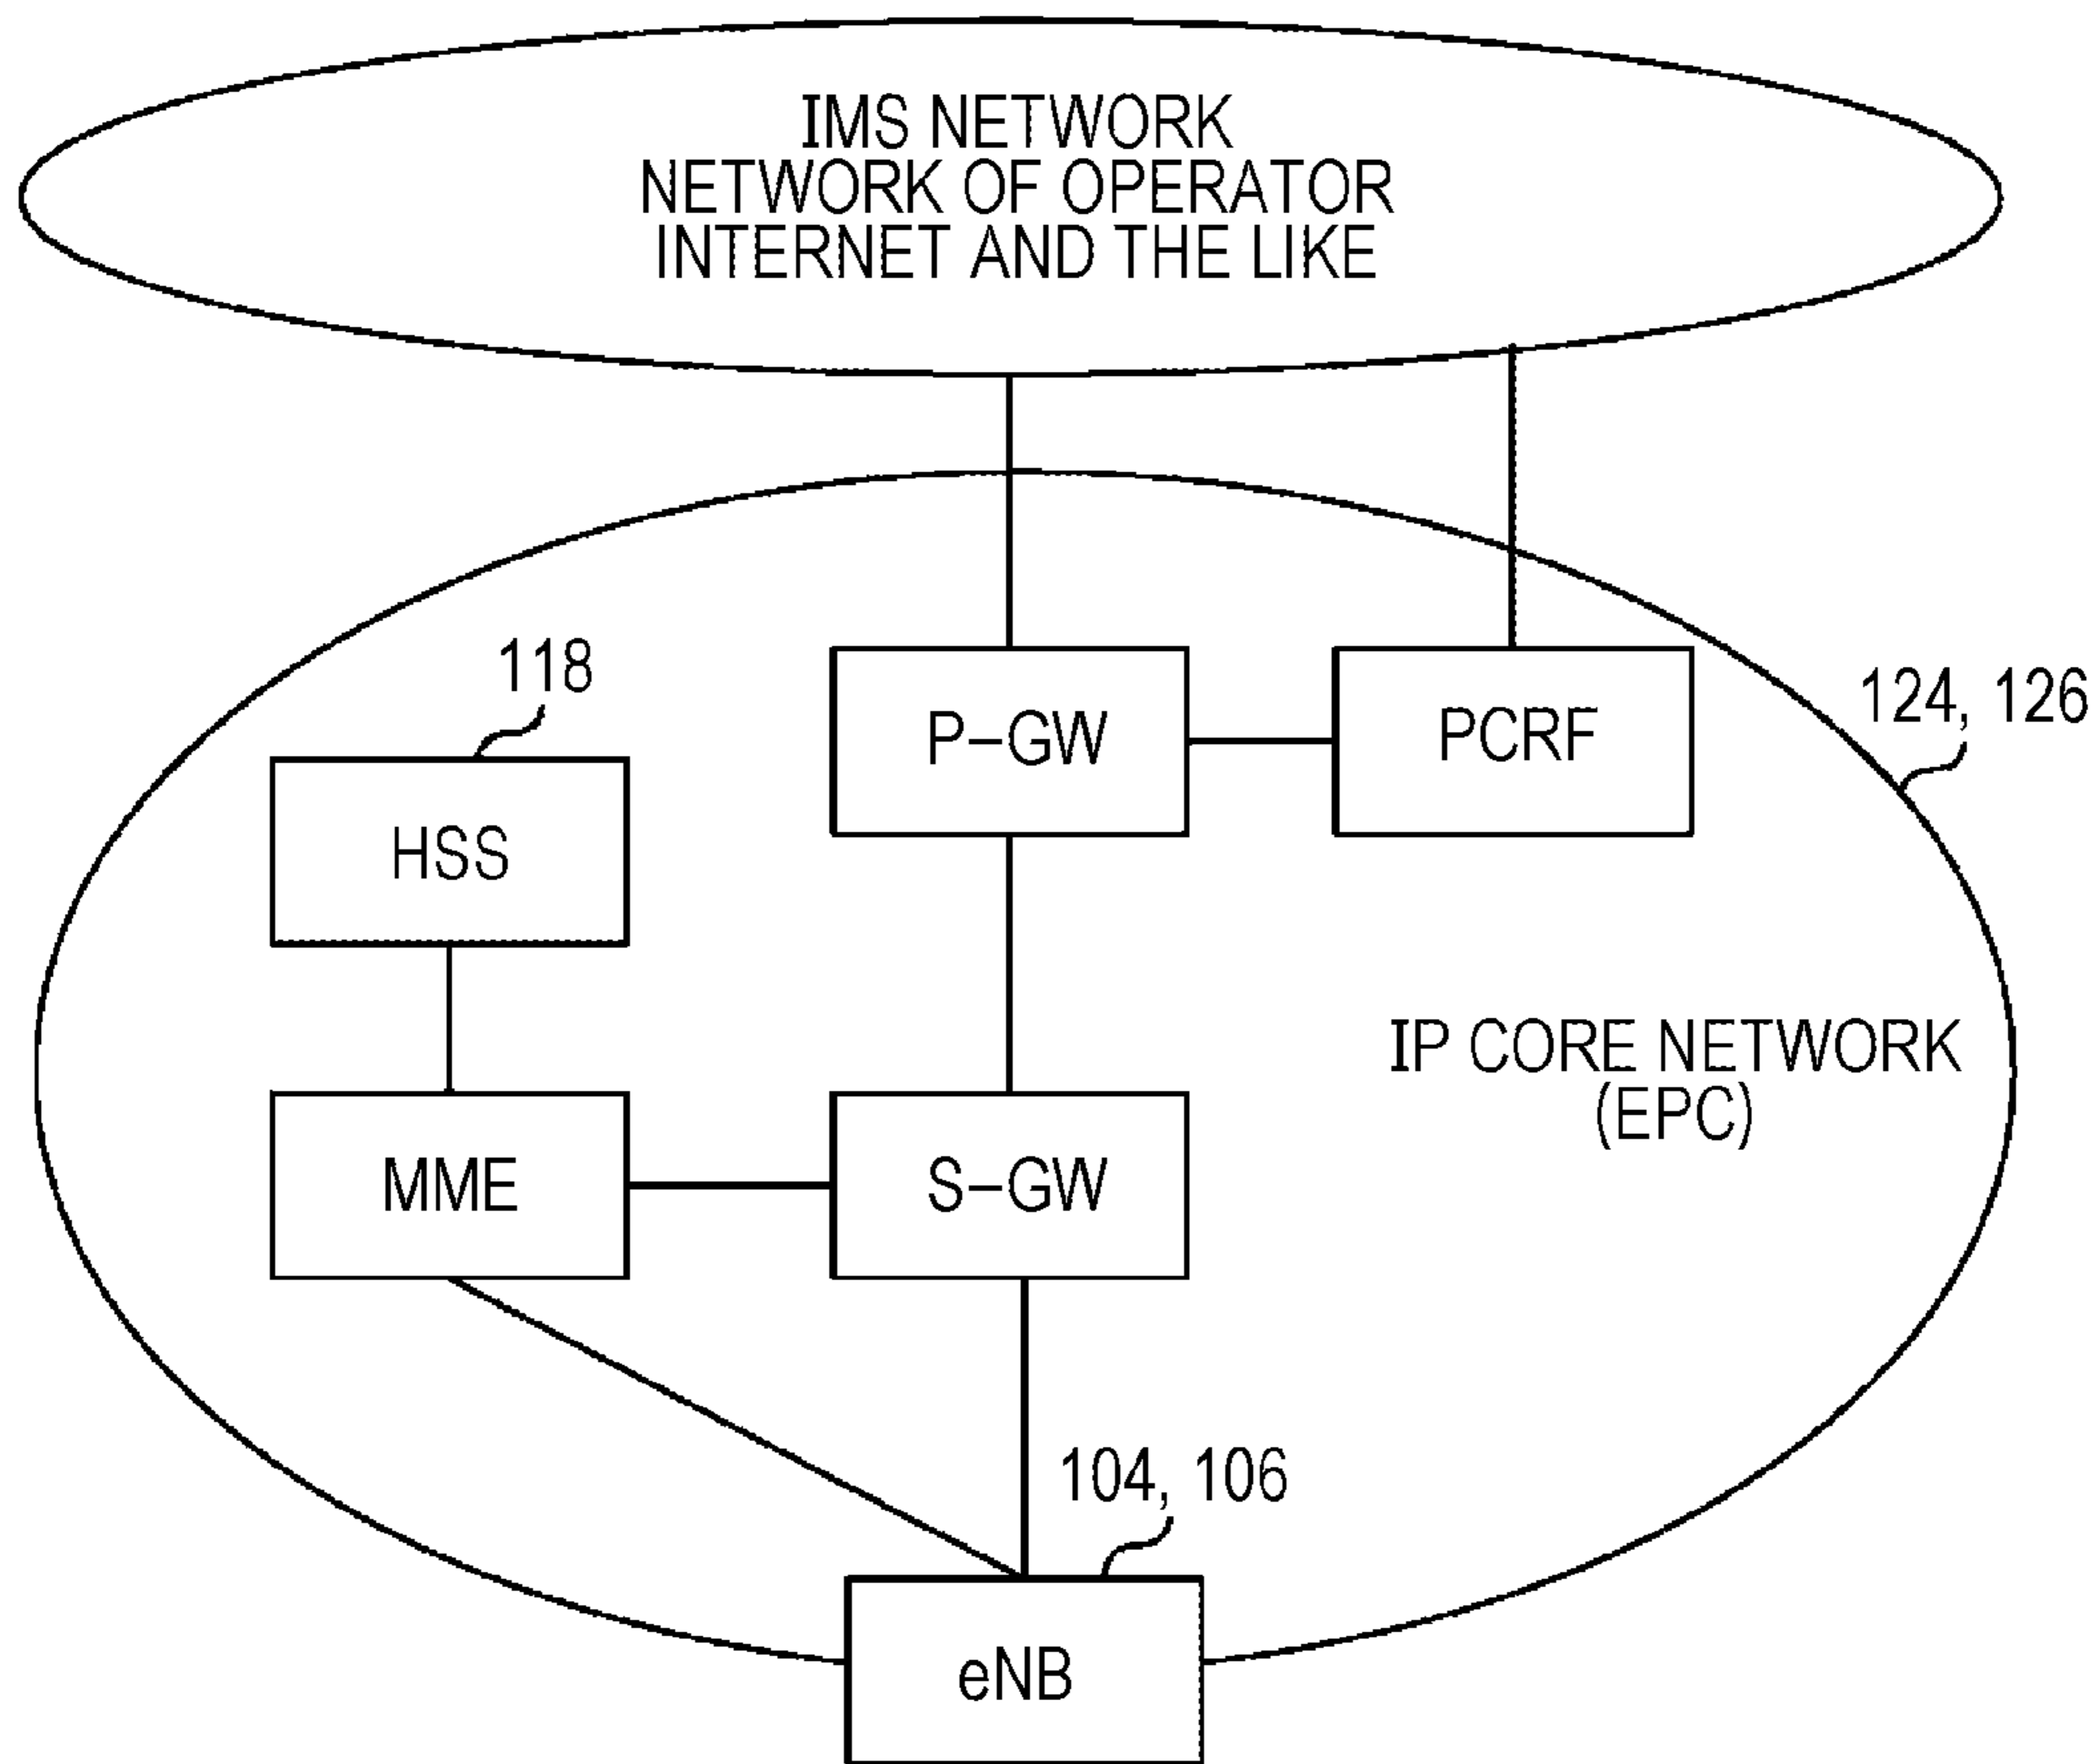 IMS NETWORK
NETWORK OF OPERATOR
INTERNET AND THE LIKE
118
P-GW
PCRF
124, 126
HSS
IP CORE NETWORK
(EPC)
MME
S-GW
104, 106
eNB